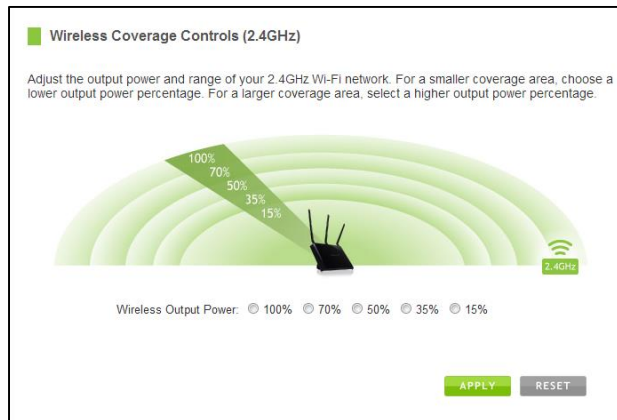 Wireless Coverage Controls (2.4GHz)
Adjust the output power and range of your 2.4GHz Wi-Fi network. For a smaller coverage area, choose a
lower output power percentage. For a larger coverage area, select a higher output power percentage.
100%
70%
50%
35%
15%
2.4GHz
Wireless Output Power: 100% 70% 50% 35% 15%
APPLY RESET